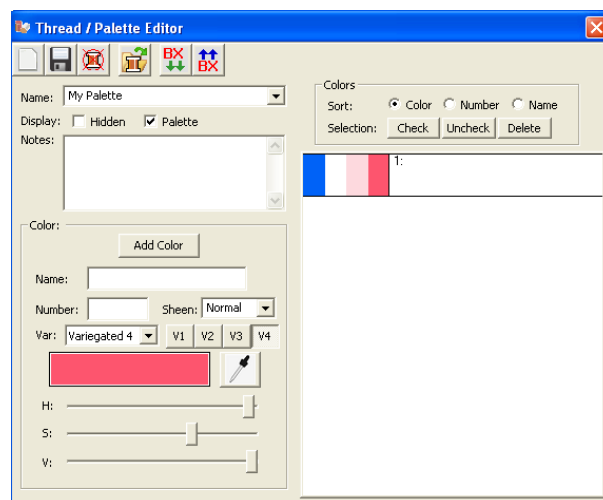 Thread / Palette Editor
BX
BX
Name: My Palette
Display: Hidden Palette
Notes:
Colors
Sort: Color Number Name
Selection: Check Uncheck Delete
1:
Color:
Add Color
Name:
Number: Sheen: Normal
Var: Variegated 4 V1 V2 V3 V4
H:
S:
V: